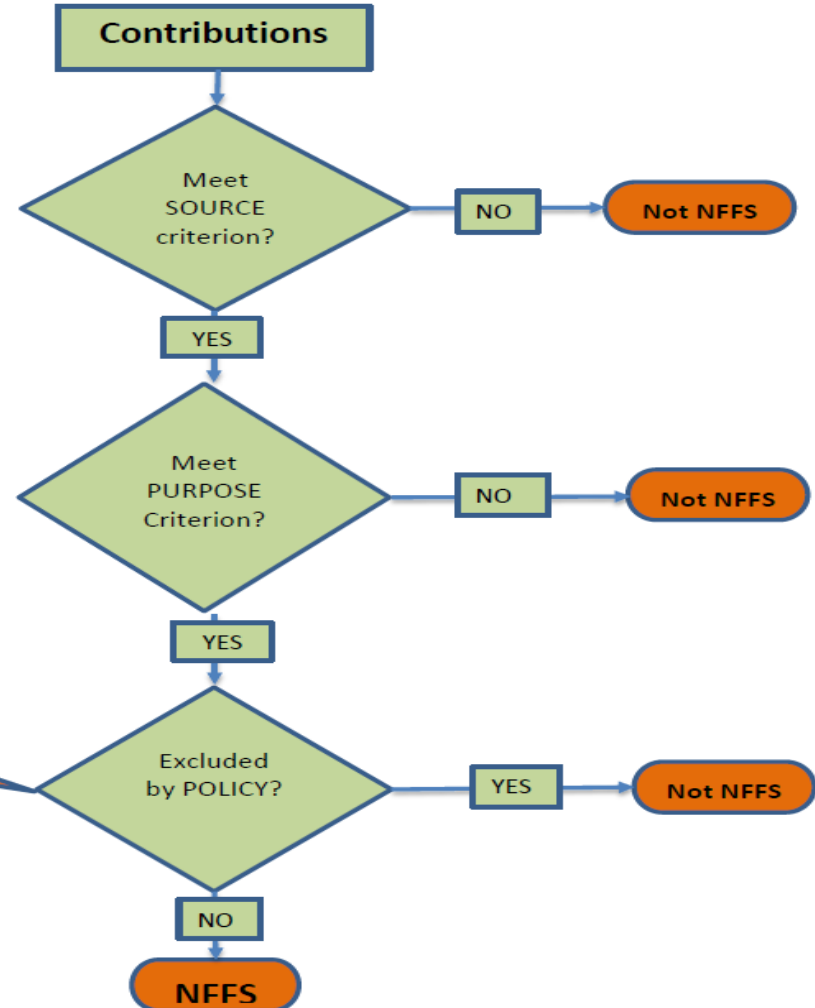 Contributions
Meet
SOURCE
criterion?
NO
Not NFFS
YES
Meet
PURPOSE
Criterion?
NO
Not NFFS
YES
Excluded
by POLICY?
YES
Not NFFS
NO
NFFS